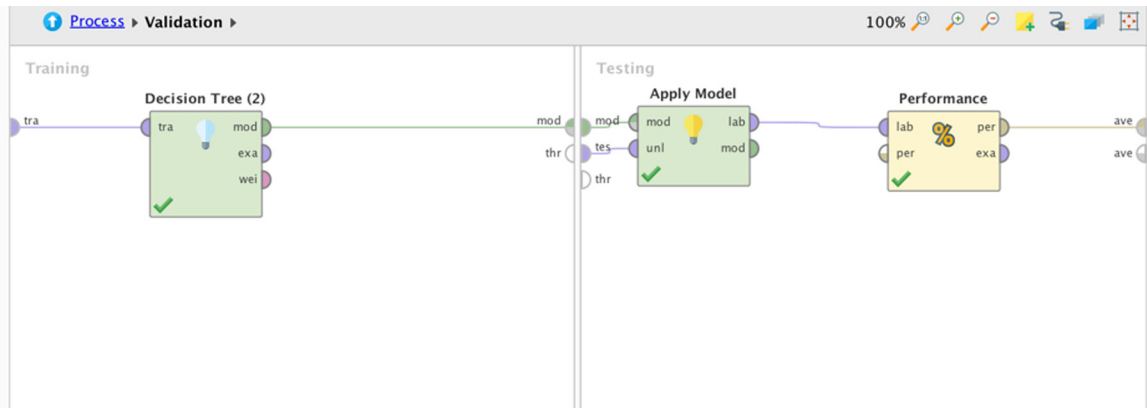 Process ▸ Validation ▸
100%
Training
Decision Tree (2)
tra
tra
mod
exa
wei
mod
thr
Testing
Apply Model
mod
tes
thr
mod
unl
lab
mod
Performance
lab
per
per
exa
ave
ave